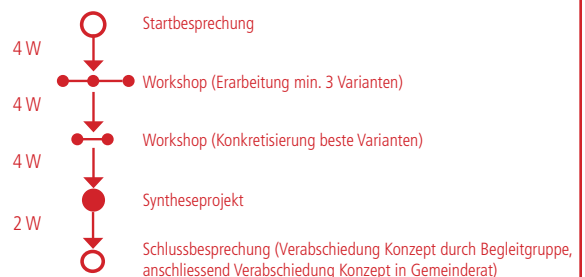 Startbesprechung
4 W
Workshop (Erarbeitung min. 3 Varianten)
4 W
Workshop (Konkretisierung beste Varianten)
4 W
Syntheseprojekt
2 W
Schlussbesprechung (Verabschiedung Konzept durch Begleitgruppe,
anschliessend Verabschiedung Konzept in Gemeinderat)